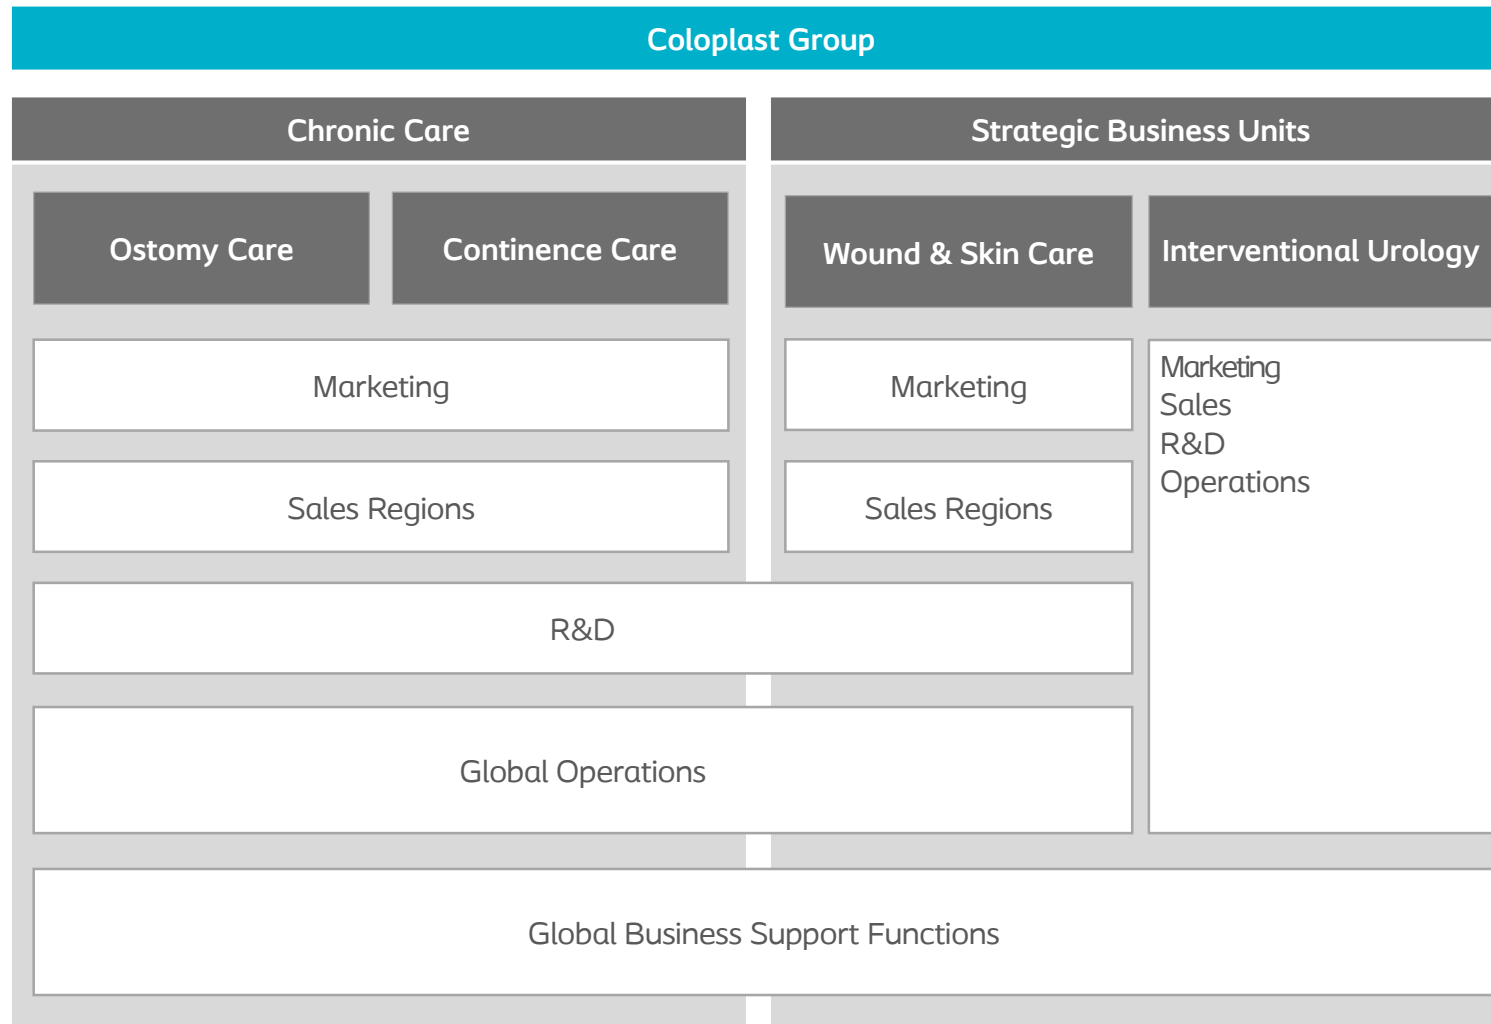 Coloplast Group
Chronic Care
Strategic Business Units
Ostomy Care
Continence Care
Wound & Skin Care
Interventional Urology
Marketing
Marketing
Marketing
Sales
R&D
Operations
Sales Regions
Sales Regions
R&D
Global Operations
Global Business Support Functions